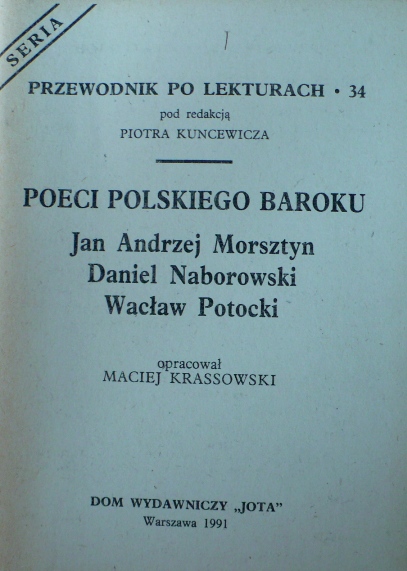 SERIA
PRZEWODNIK PO LEKTURACH • 34
pod redakcją
PIOTRA KUNCEWICZA
POECI POLSKIEGO BAROKU
Jan Andrzej Morsztyn
Daniel Naborowski
Wacław Potocki
opracował
MACIEJ KRASSOWSKI
DOM WYDAWNICZY „JOTA”
Warszawa 1991